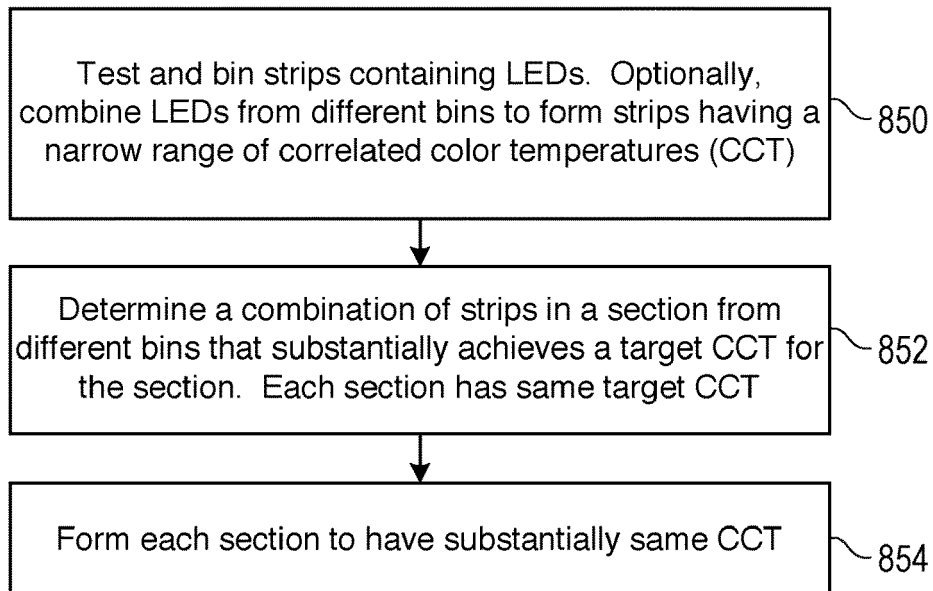 Test and bin strips containing LEDs. Optionally,
combine LEDs from different bins to form strips having a
narrow range of correlated color temperatures (CCT)
850
Determine a combination of strips in a section from
different bins that substantially achieves a target CCT for
the section. Each section has same target CCT
852
Form each section to have substantially same CCT
854